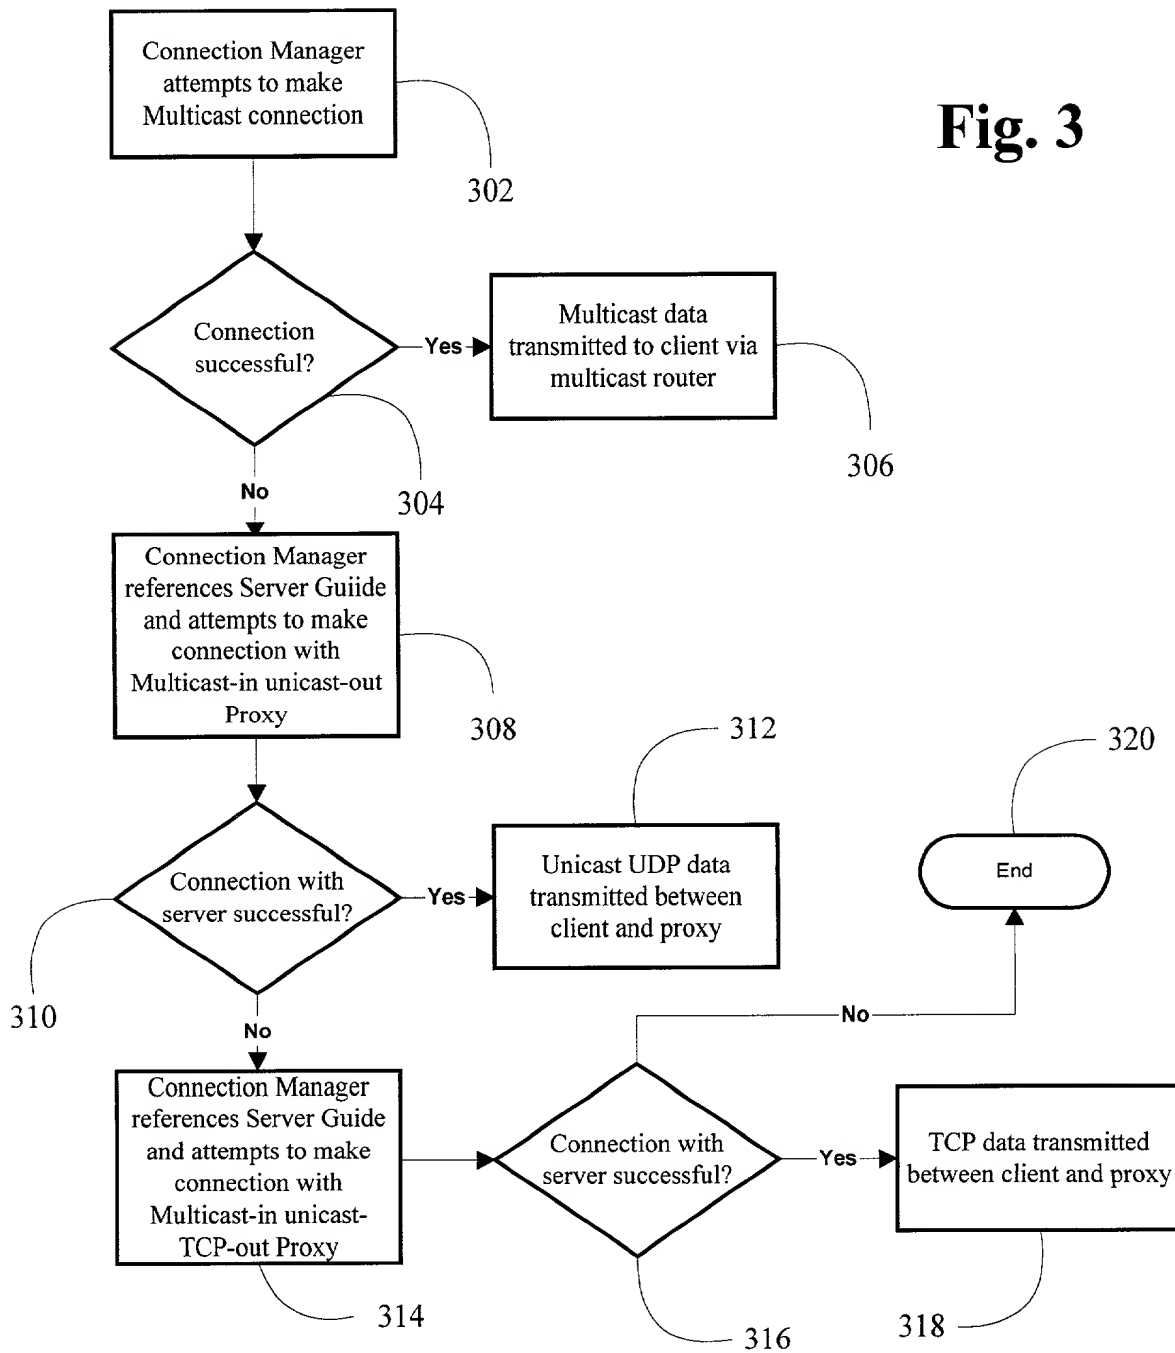 Connection Manager
attempts to make
Multicast connection
Fig. 3
302
Connection
successful?
Yes
Multicast data
transmitted to client via
multicast router
306
304
No
Connection Manager
references Server Guiide
and attempts to make
connection with
Multicast-in unicast-out
Proxy
308
312
320
Connection with
server successful?
Yes
Unicast UDP data
transmitted between
client and proxy
End
310
No
No
Connection Manager
references Server Guide
and attempts to make
connection with
Multicast-in unicast-
TCP-out Proxy
Connection with
server successful?
Yes
TCP data transmitted
between client and proxy
314
316
318